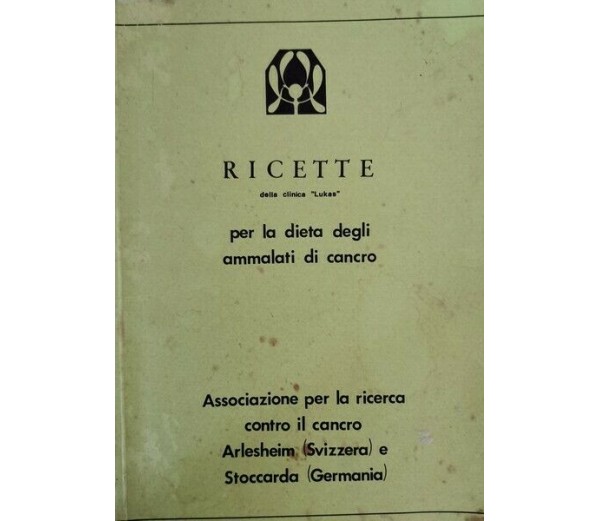 RICETTE
della clinica "Lukas"
per la dieta degli
ammalati di cancro
Associazione per la ricerca
contro il cancro
Arlesheim (Svizzera) e
Stoccarda (Germania)